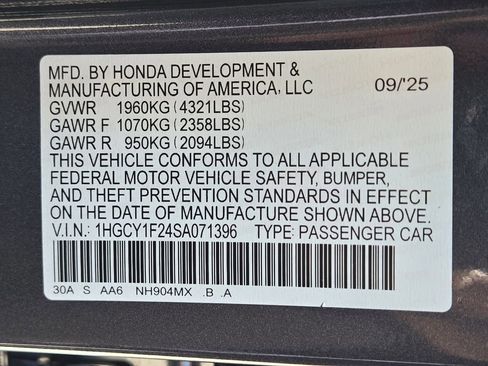 MFD. BY HONDA DEVELOPMENT &
MANUFACTURING OF AMERICA, LLC 09/'25
GVWR 1960KG (4321LBS)
GAWR F 1070KG (2358LBS)
GAWR R 950KG (2094LBS)
THIS VEHICLE CONFORMS TO ALL APPLICABLE
FEDERAL MOTOR VEHICLE SAFETY, BUMPER,
AND THEFT PREVENTION STANDARDS IN EFFECT
ON THE DATE OF MANUFACTURE SHOWN ABOVE.
V.I.N.: 1HGCY1F24SA071396 TYPE: PASSENGER CAR
30A S AA6 NH904MX .B .A